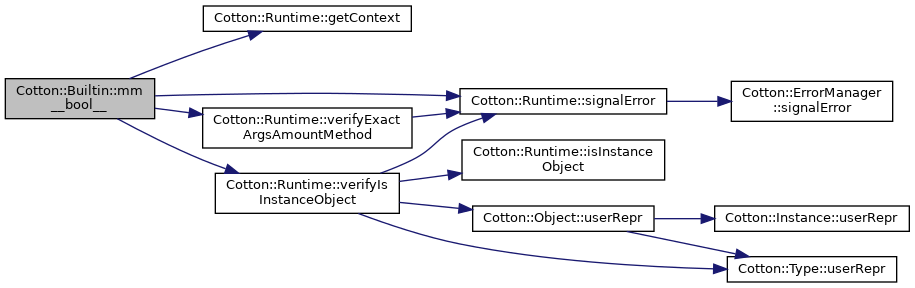 Cotton::Runtime::getContext
Cotton::Builtin::mm
__bool__
Cotton::Runtime::signalError
Cotton::ErrorManager
::signalError
Cotton::Runtime::verifyExact
ArgsAmountMethod
Cotton::Runtime::isInstance
Object
Cotton::Runtime::verifyIs
InstanceObject
Cotton::Object::userRepr
Cotton::Instance::userRepr
Cotton::Type::userRepr